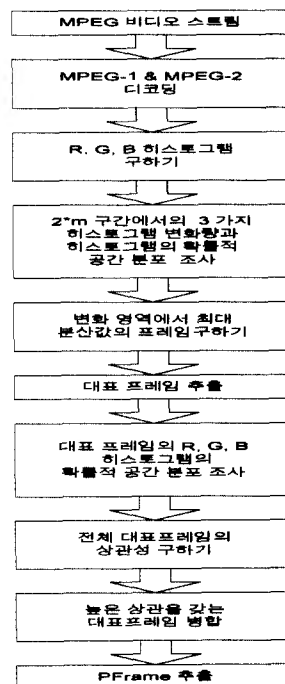 MPEG 비디오 스트림
MPEG-1 & MPEG-2
디코딩
R, G, B 히스토그램
구하기
2*m 구간에서의 3 가지
히스토그램 변화량과
히스토그램의 확률적
공간 분포 조사
변화 영역에서 최대
분산값의 프레임구하기
대표 프레임 추출
대표 프레임의 R, G, B
히스토그램의
확률적 공간 분포 조사
전체 대표프레임의
상관성 구하기
높은 상관을 갖는
대표프레임 병합
PFrame 추출